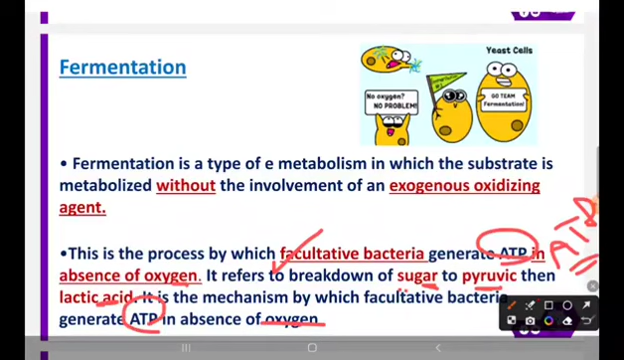 Fermentation
Yeast Cells
No oxygen?
NO PROBLEM!
GO TEAM
Fermentation!
• Fermentation is a type of e metabolism in which the substrate is
metabolized without the involvement of an exogenous oxidizing
agent.
•This is the process by which facultative bacteria generate ATP in
absence of oxygen. It refers to breakdown of sugar to pyruvic then
lactic acid. It is the mechanism by which facultative bacteria
generate ATP in absence of oxygen.
ATP